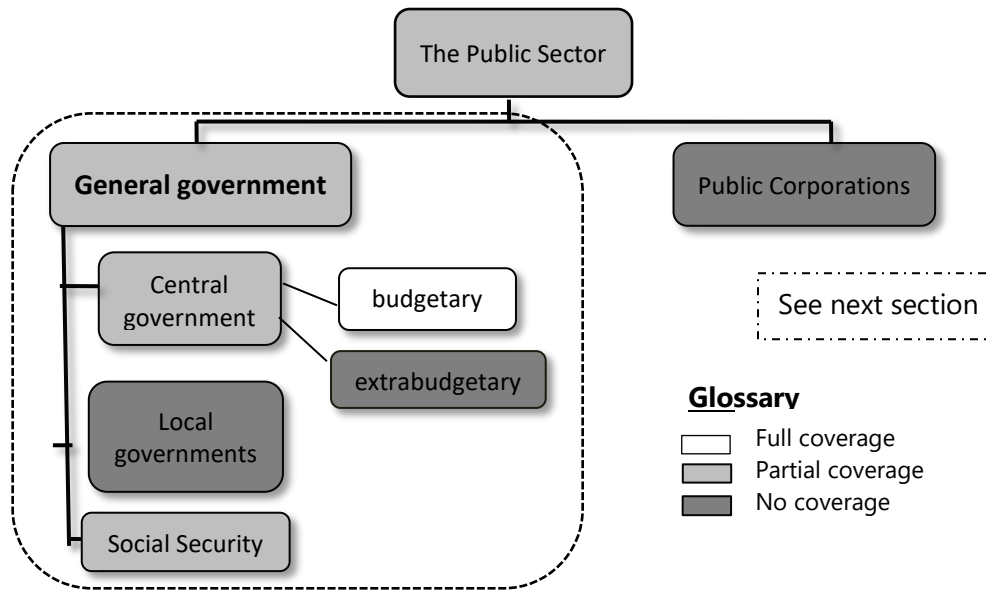 The Public Sector
General government
Public Corporations
Central
government
budgetary
See next section
extrabudgetary
Glossary
Full coverage
Partial coverage
No coverage
Local
governments
Social Security